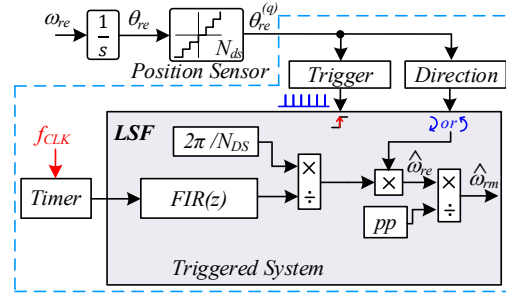 ω_re
1/s
θ_re
N_ds
θ_re^(q)
Position Sensor
Trigger
Direction
LSF
or
f_CLK
2π/N_DS
×
÷
Timer
FIR(z)
×
ω̂_re
×
÷
ω̂_rm
pp
Triggered System